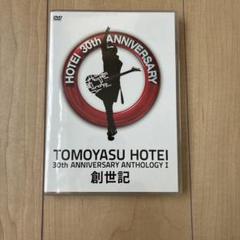 DVD
HOTEI 30th ANNIVERSARY
TOMOYASU HOTEI
30th ANNIVERSARY ANTHOLOGY I
創世記